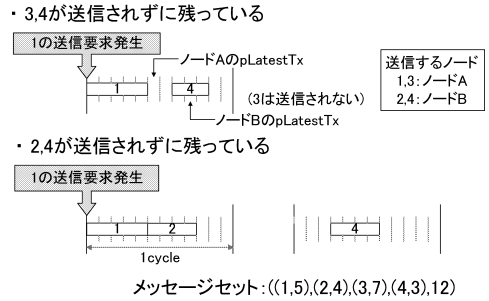 ・3,4が送信されずに残っている
1の送信要求発生
ノードAのpLatestTx
送信するノード
1,3:ノードA
2,4:ノードB
1
4
(3は送信されない)
ノードBのpLatestTx
・2,4が送信されずに残っている
1の送信要求発生
1
2
4
1cycle
メッセージセット:((1,5),(2,4),(3,7),(4,3),12)